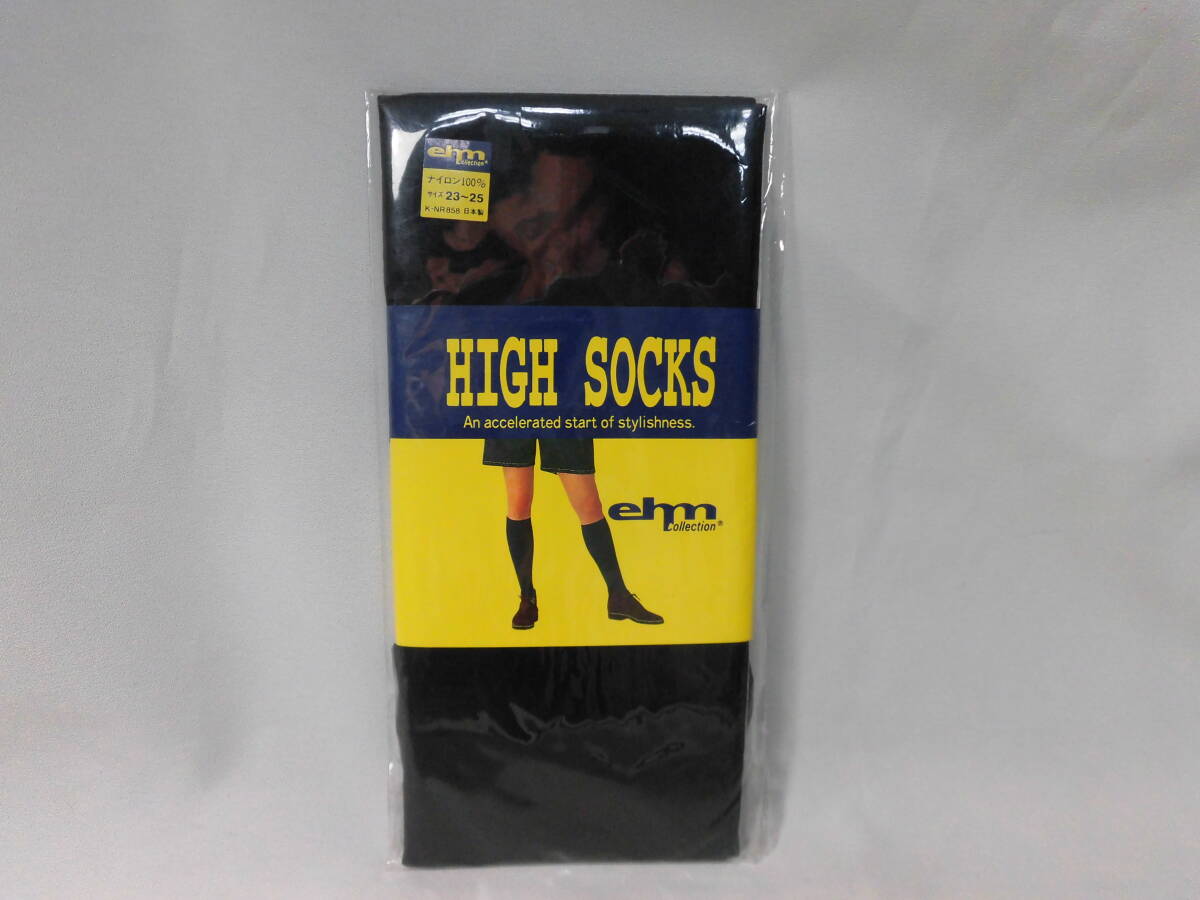 ehm
collection®
ナイロン100%
サイズ 23~25
K-NR858 日本製
HIGH SOCKS
An accelerated start of stylishness.
ehm
collection®